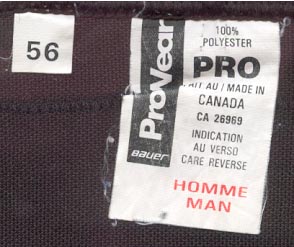 56
ProWear
BAUER
100%
POLYESTER
PRO
FAIT AU / MADE IN
CANADA
CA 26969
INDICATION
AU VERSO
CARE REVERSE
HOMME
MAN